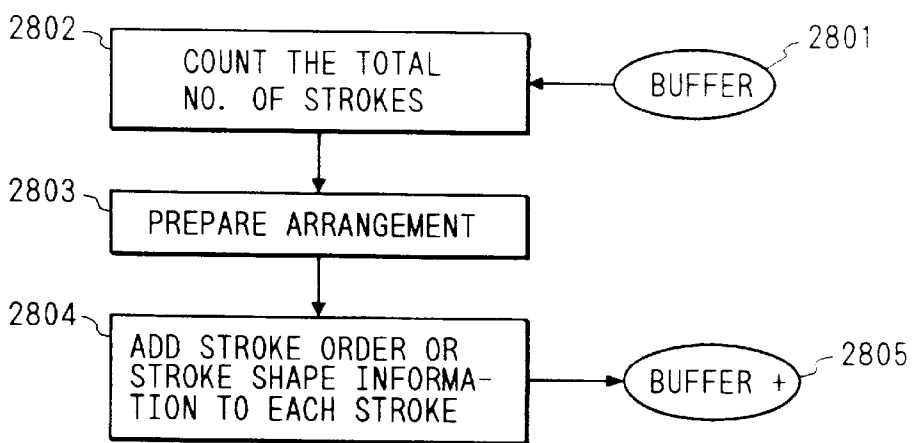 2802
COUNT THE TOTAL
NO. OF STROKES
BUFFER
2801
2803
PREPARE ARRANGEMENT
2804
ADD STROKE ORDER OR
STROKE SHAPE INFORMA-
TION TO EACH STROKE
BUFFER +
2805